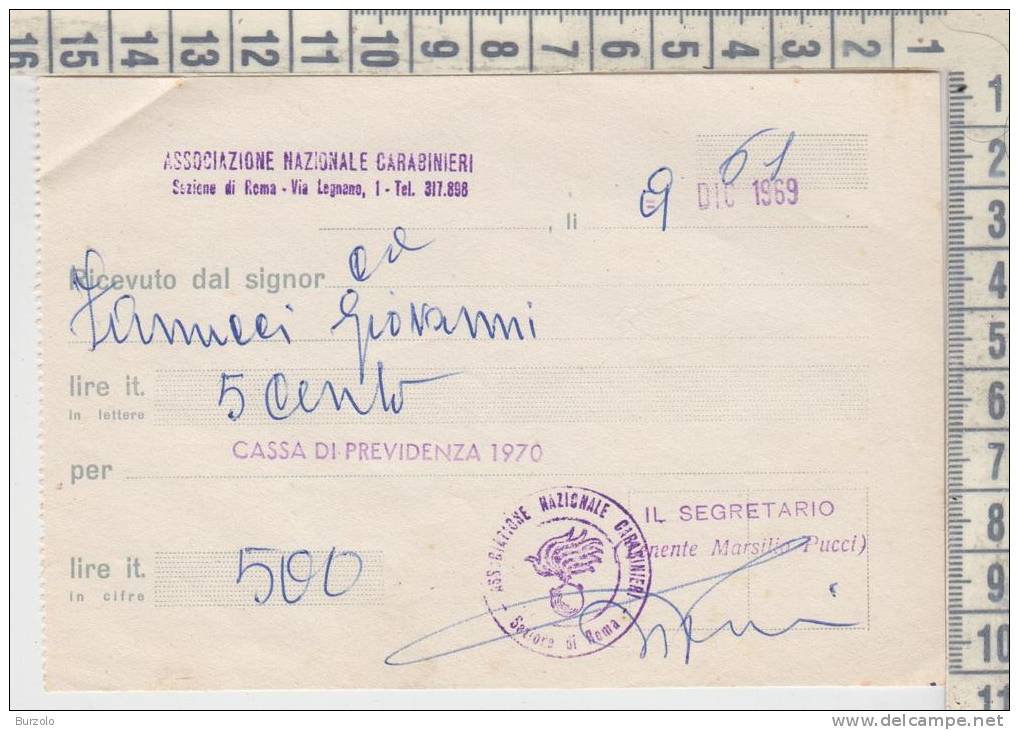 16 15 14 13 12 11 10 9 8 7 6 5 4 3 2 1
1
2
3
4
5
6
7
8
9
10
11
ASSOCIAZIONE NAZIONALE CARABINIERI
Sezione di Roma - Via Legnano, 1 - Tel. 317.898
61
, li 9 DIC 1969
Ricevuto dal signor
Giovanni
lire it. 5 cento
in lettere
CASSA DI PREVIDENZA 1970
per
ASSOCIAZIONE NAZIONALE CARABINIERI
Sezione di Roma
IL SEGRETARIO
(Tenente Marsilio Pucci)
lire it. 500
in cifre
Burzolo
www.delcampe.net